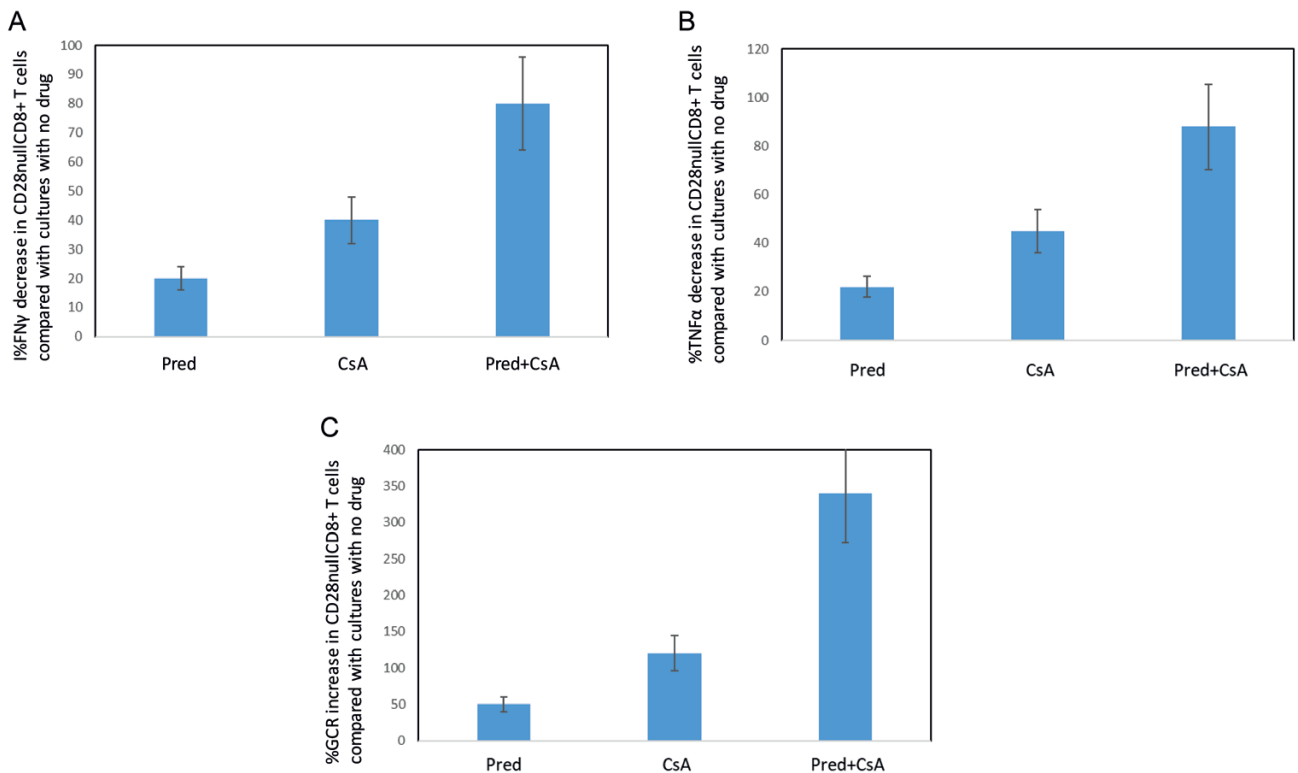 A
I%FNγ decrease in CD28nullCD8+ T cells
compared with cultures with no drug
100
90
80
70
60
50
40
30
20
10
0
Pred CsA Pred+CsA
B
%TNFα decrease in CD28nullCD8+ T cells
compared with cultures with no drug
120
100
80
60
40
20
0
Pred CsA Pred+CsA
C
%GCR increase in CD28nullCD8+ T cells
compared with cultures with no drug
400
350
300
250
200
150
100
50
0
Pred CsA Pred+CsA